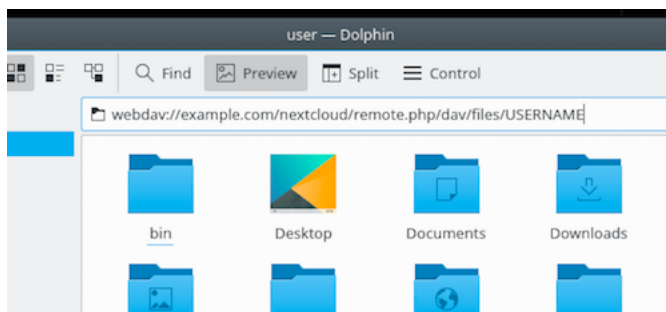 user — Dolphin
Find Preview Split Control
webdav://example.com/nextcloud/remote.php/dav/files/USERNAME
bin Desktop Documents Downloads